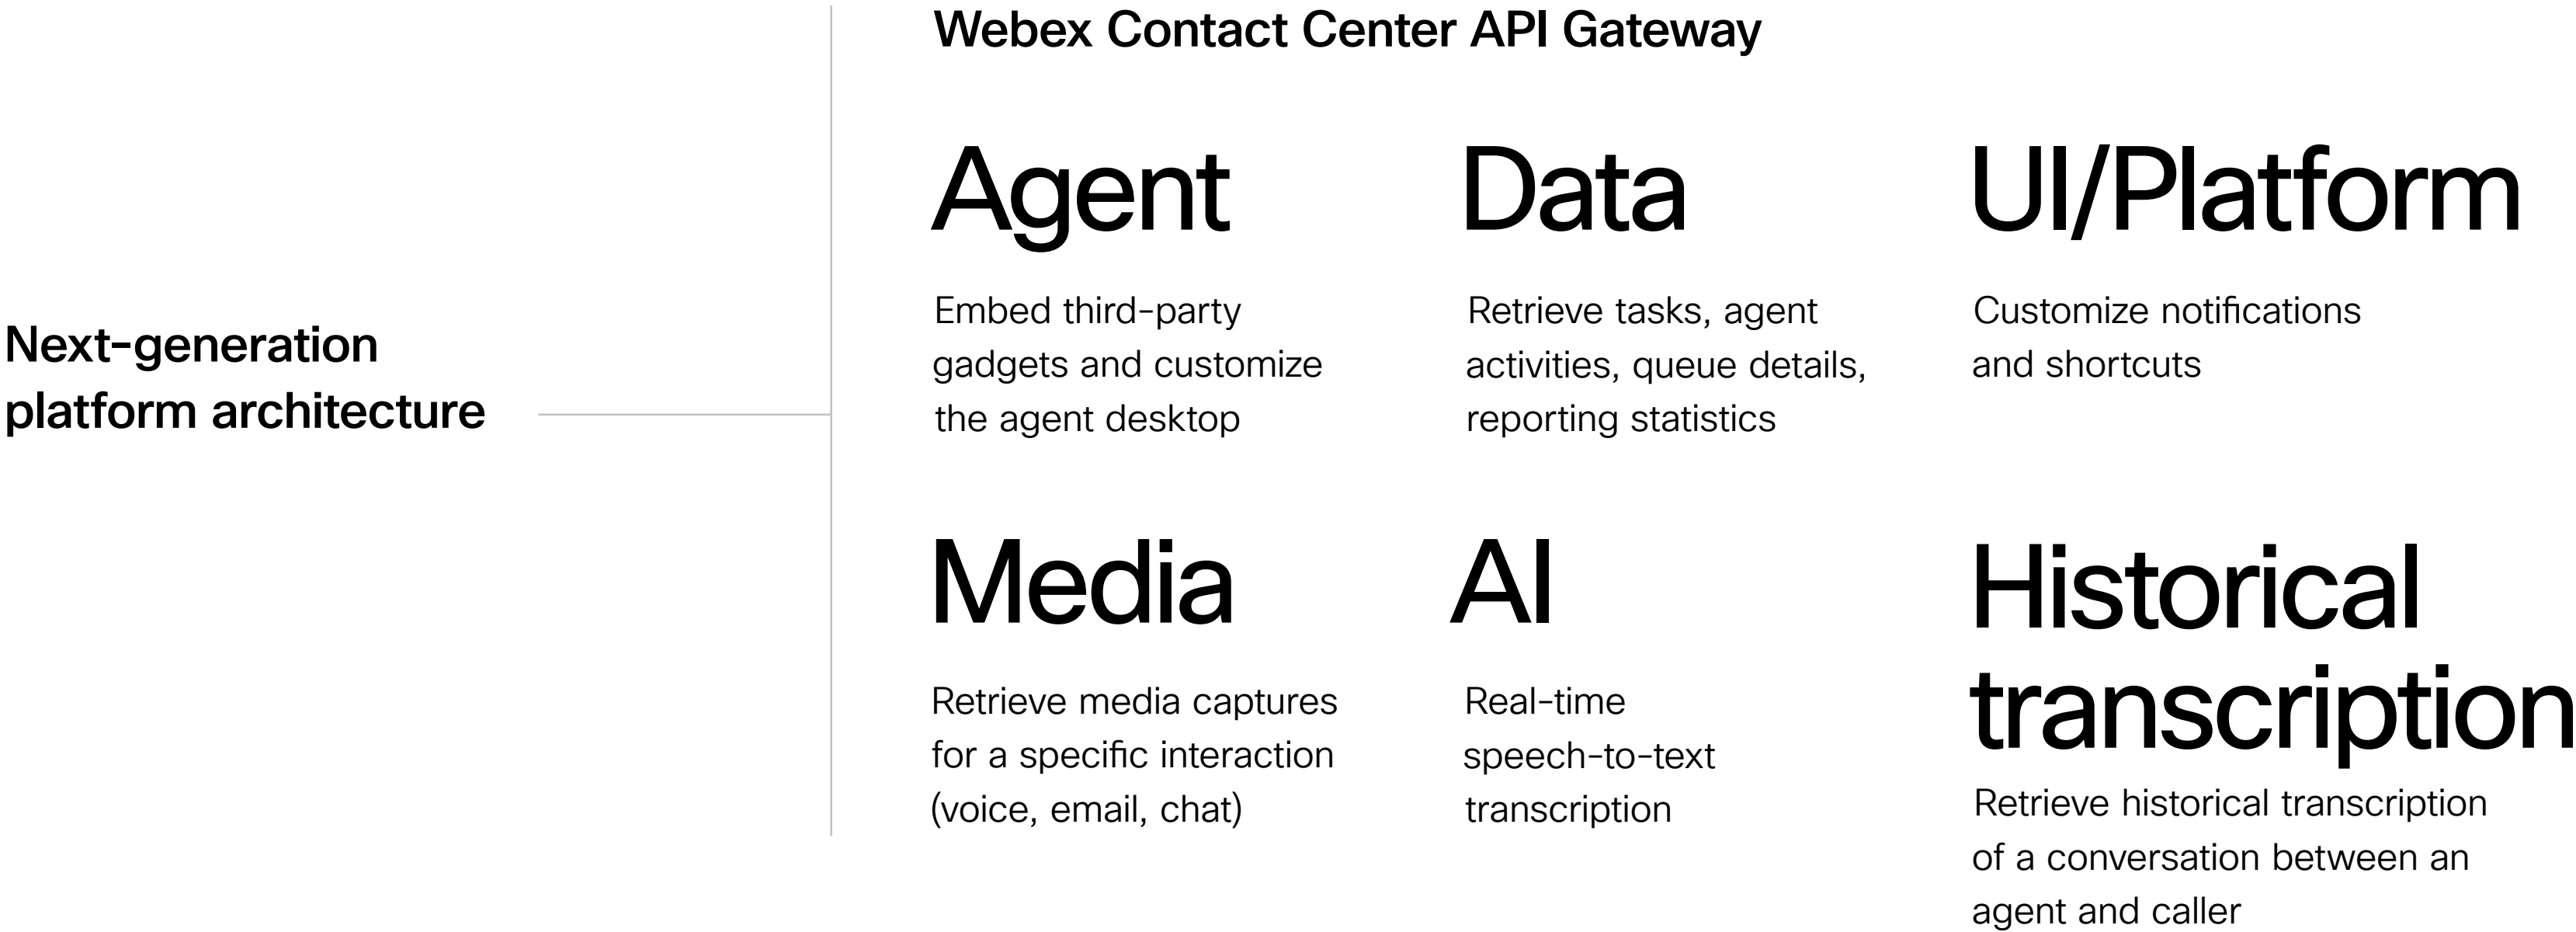 Next-generation
platform architecture
Webex Contact Center API Gateway
Agent
Embed third-party
gadgets and customize
the agent desktop
Data
Retrieve tasks, agent
activities, queue details,
reporting statistics
UI/Platform
Customize notifications
and shortcuts
Media
Retrieve media captures
for a specific interaction
(voice, email, chat)
AI
Real-time
speech-to-text
transcription
Historical
transcription
Retrieve historical transcription
of a conversation between an
agent and caller